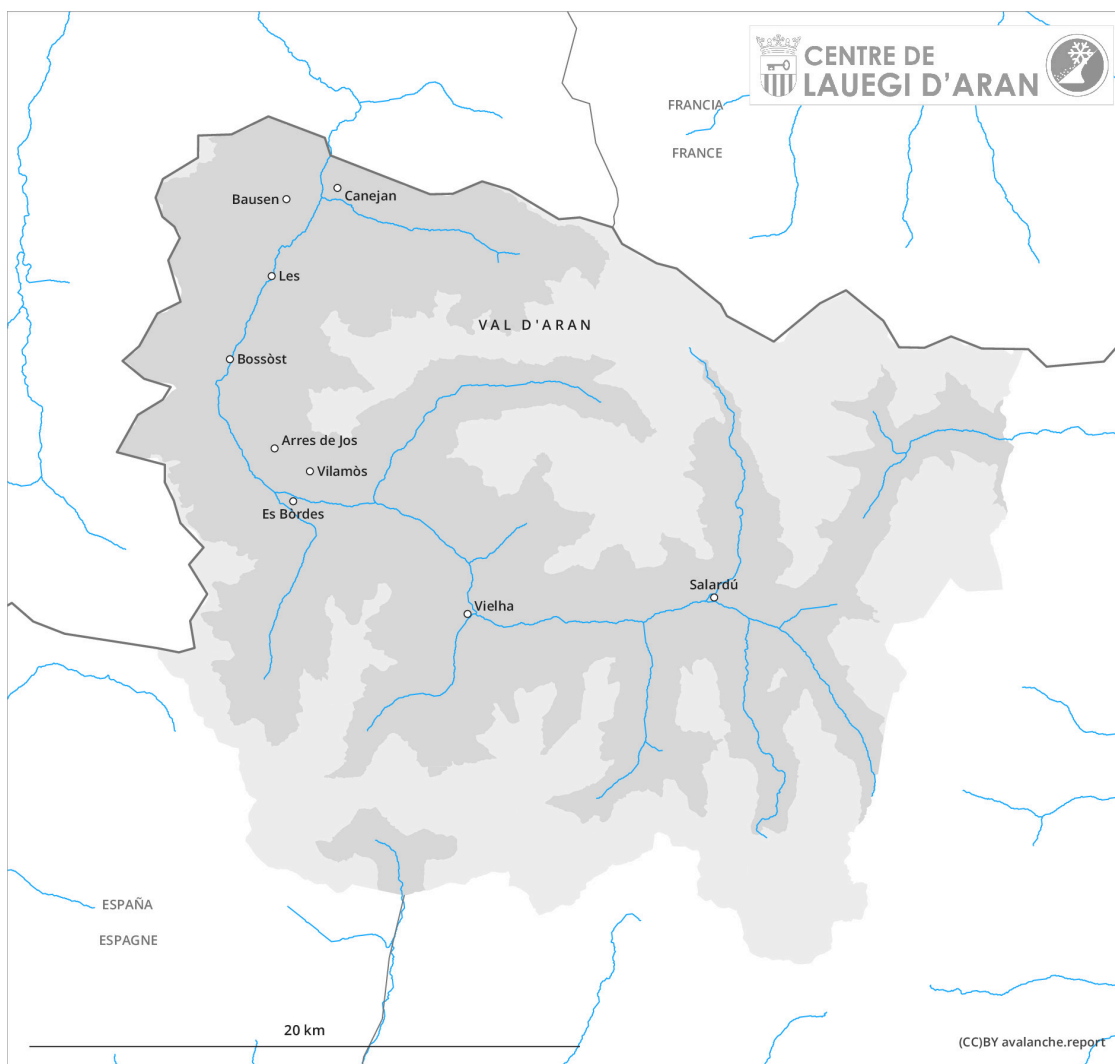 CENTRE DE
LAUEGI D'ARAN
FRANCIA
FRANCE
Bausen
Canejan
Les
VAL D'ARAN
Bossòst
Arres de Jos
Vilamòs
Es Bòrdes
Salardú
Vielha
ESPAÑA
ESPAGNE
20 km
(CC)BY avalanche.report